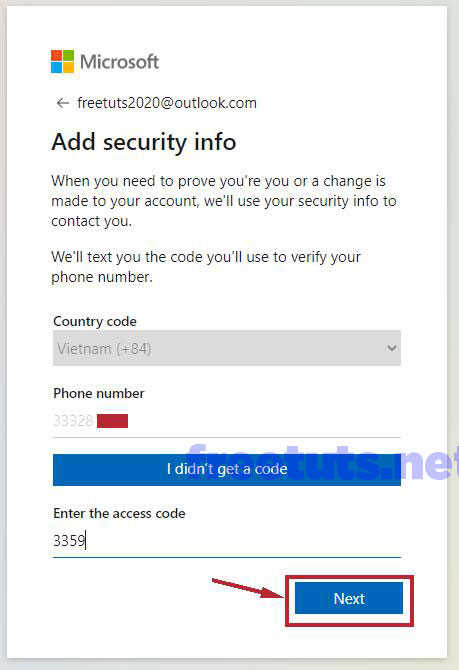 Microsoft
← freetuts2020@outlook.com
Add security info
When you need to prove you're you or a change is
made to your account, we'll use your security info to
contact you.
We'll text you the code you'll use to verify your
phone number.
Country code
Vietnam (+84)
Phone number
333281
I didn't get a code
freetuts.net
Enter the access code
3359
Next